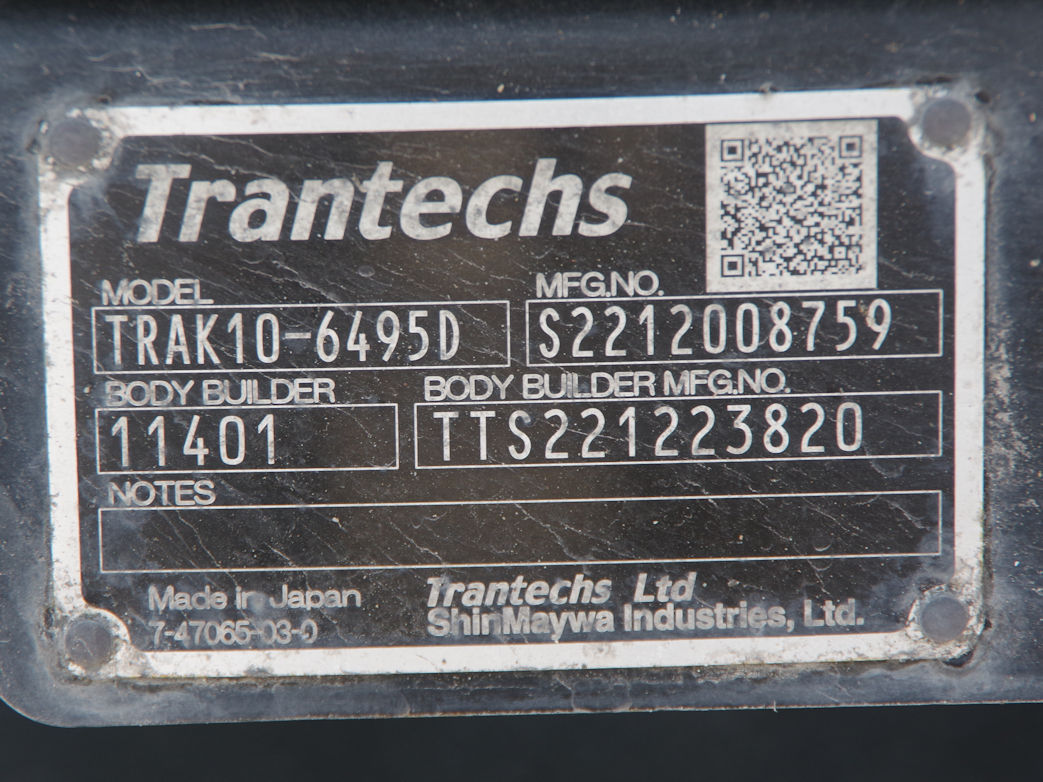 Trantechs
MODEL MFG.NO.
TRAK10-6495D S2212008759
BODY BUILDER BODY BUILDER MFG.NO.
11401 TTS221223820
NOTES
Made in Japan Trantechs Ltd
7-47065-03-0 ShinMaywa Industries, Ltd.